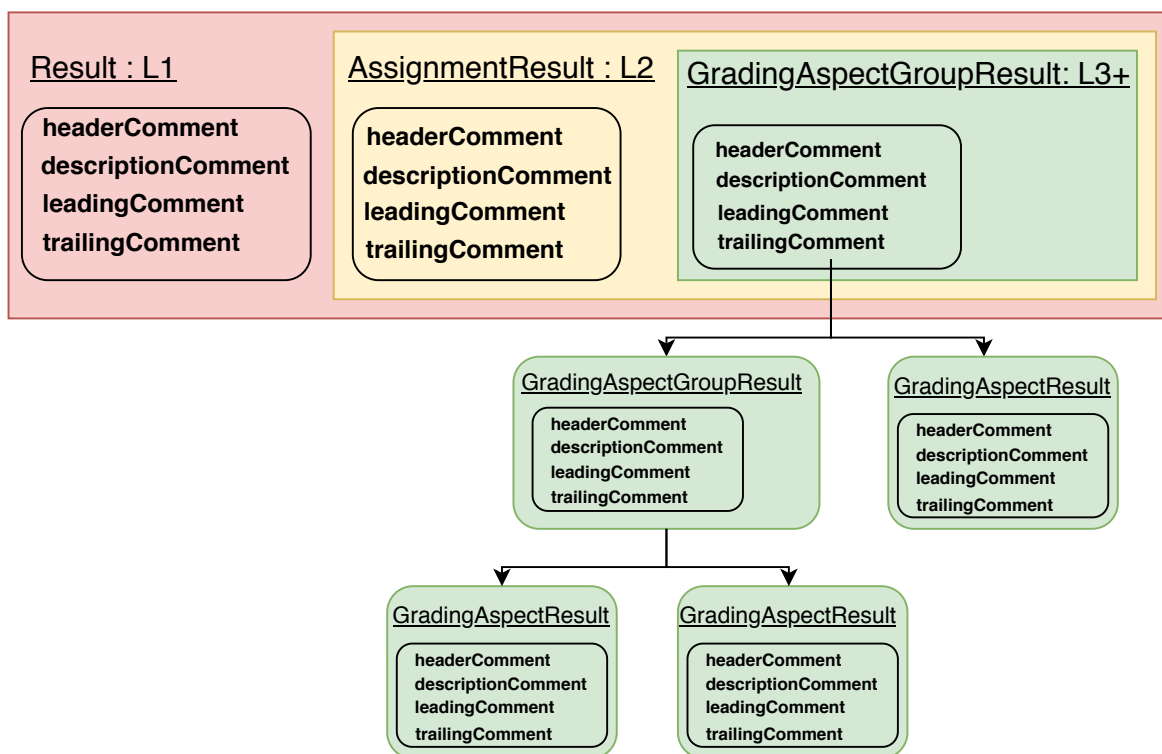 Result : L1
headerComment
descriptionComment
leadingComment
trailingComment
AssignmentResult : L2
headerComment
descriptionComment
leadingComment
trailingComment
GradingAspectGroupResult: L3+
headerComment
descriptionComment
leadingComment
trailingComment
GradingAspectGroupResult
headerComment
descriptionComment
leadingComment
trailingComment
GradingAspectResult
headerComment
descriptionComment
leadingComment
trailingComment
GradingAspectResult
headerComment
descriptionComment
leadingComment
trailingComment
GradingAspectResult
headerComment
descriptionComment
leadingComment
trailingComment